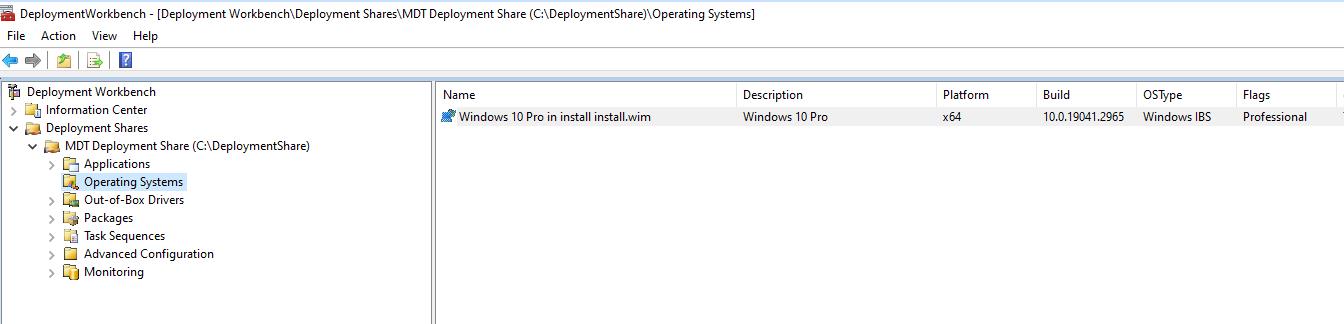 DeploymentWorkbench - [Deployment Workbench\Deployment Shares\MDT Deployment Share (C:\DeploymentShare)\Operating Systems]
File Action View Help
Deployment Workbench
Information Center
Deployment Shares
MDT Deployment Share (C:\DeploymentShare)
Applications
Operating Systems
Out-of-Box Drivers
Packages
Task Sequences
Advanced Configuration
Monitoring
Name Description Platform Build OSType Flags
Windows 10 Pro in install install.wim Windows 10 Pro x64 10.0.19041.2965 Windows IBS Professional